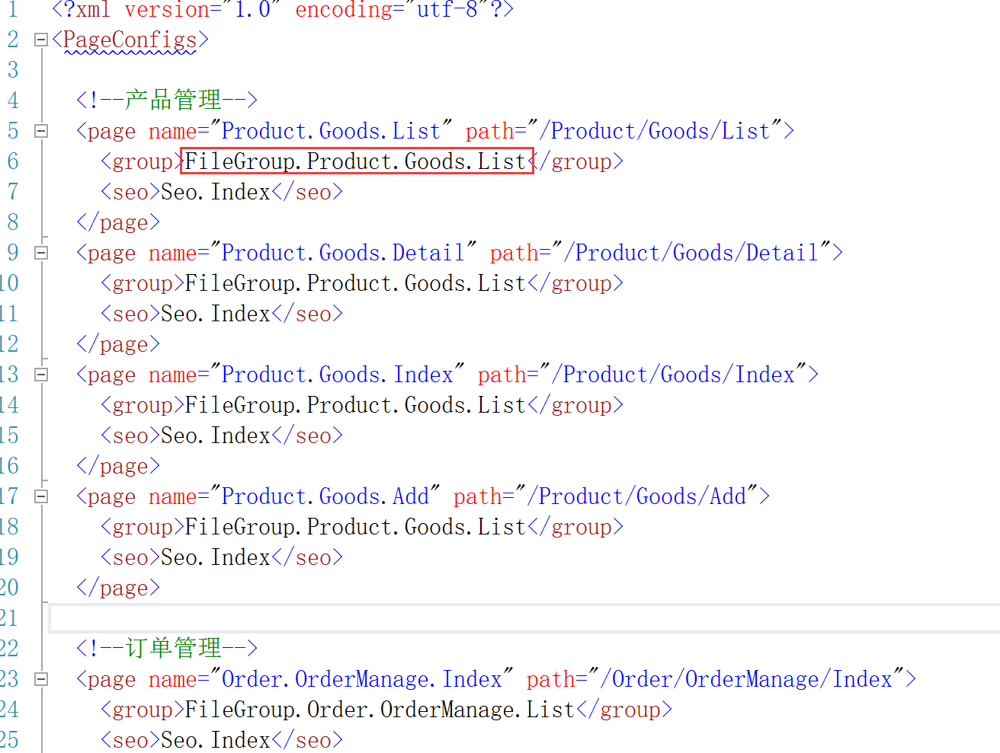 1 <?xml version="1.0" encoding="utf-8"?>
2 <PageConfigs>
3
4 <!--产品管理-->
5 <page name="Product.Goods.List" path="/Product/Goods/List">
6 <group>FileGroup.Product.Goods.List</group>
7 <seo>Seo.Index</seo>
8 </page>
9 <page name="Product.Goods.Detail" path="/Product/Goods/Detail">
10 <group>FileGroup.Product.Goods.List</group>
11 <seo>Seo.Index</seo>
12 </page>
13 <page name="Product.Goods.Index" path="/Product/Goods/Index">
14 <group>FileGroup.Product.Goods.List</group>
15 <seo>Seo.Index</seo>
16 </page>
17 <page name="Product.Goods.Add" path="/Product/Goods/Add">
18 <group>FileGroup.Product.Goods.List</group>
19 <seo>Seo.Index</seo>
20 </page>
21
22 <!--订单管理-->
23 <page name="Order.OrderManage.Index" path="/Order/OrderManage/Index">
24 <group>FileGroup.Order.OrderManage.List</group>
25 <seo>Seo.Index</seo>